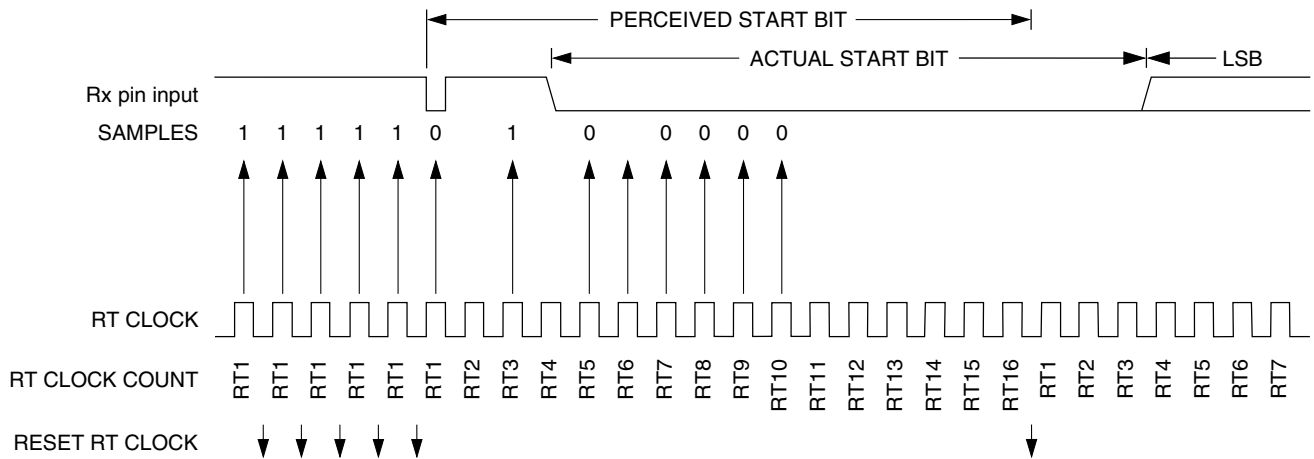 PERCEIVED START BIT
ACTUAL START BIT
LSB
Rx pin input
SAMPLES 1 1 1 1 1 0 1 0 0 0 0 0
RT CLOCK
RT CLOCK COUNT RT1 RT1 RT1 RT1 RT1 RT1 RT2 RT3 RT4 RT5 RT6 RT7 RT8 RT9 RT10 RT11 RT12 RT13 RT14 RT15 RT16 RT1 RT2 RT3 RT4 RT5 RT6 RT7
RESET RT CLOCK